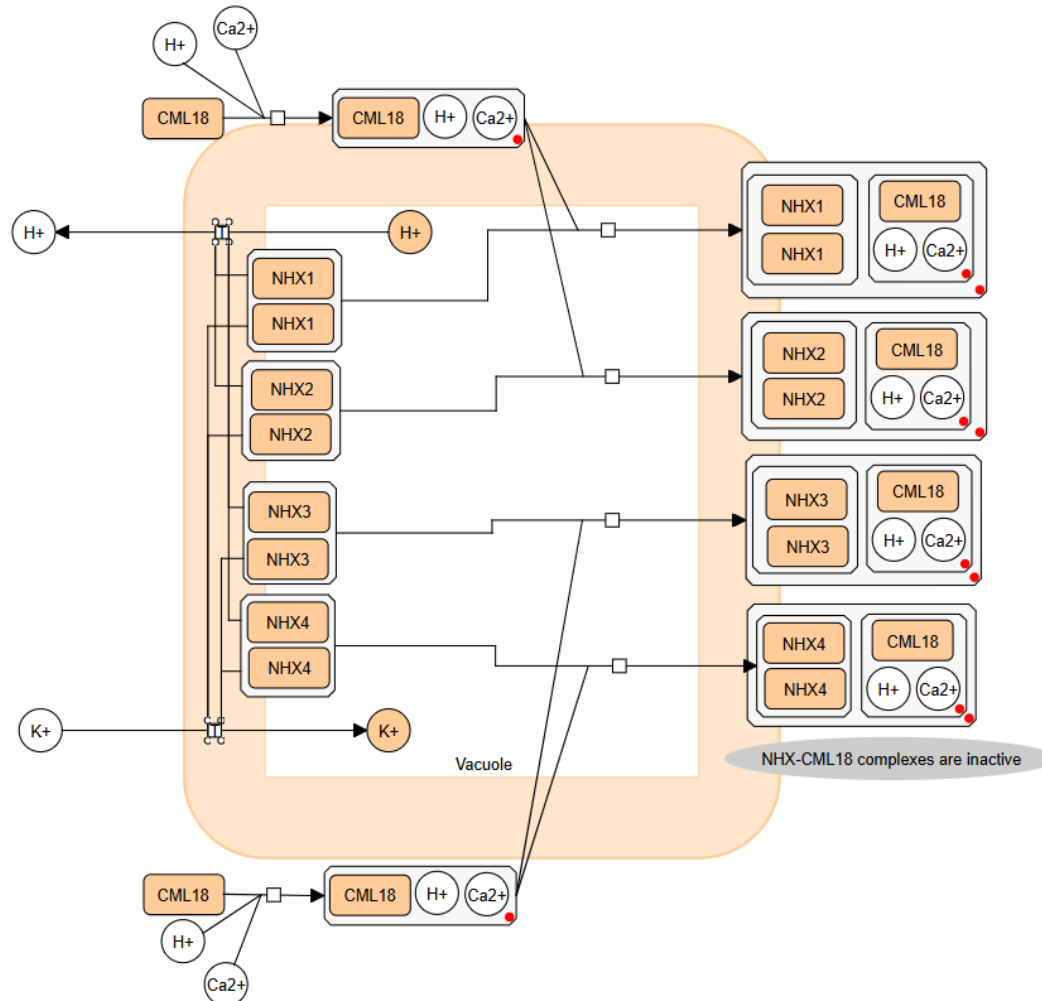 Ca2+
H+
CML18
CML18
H+
Ca2+
NHX1
NHX1
CML18
H+
Ca2+
H+
H+
NHX1
NHX1
NHX2
NHX2
CML18
H+
Ca2+
NHX2
NHX2
NHX3
NHX3
CML18
H+
Ca2+
NHX3
NHX3
NHX4
NHX4
CML18
H+
Ca2+
NHX4
NHX4
K+
K+
Vacuole
NHX-CML18 complexes are inactive
CML18
CML18
H+
Ca2+
H+
Ca2+